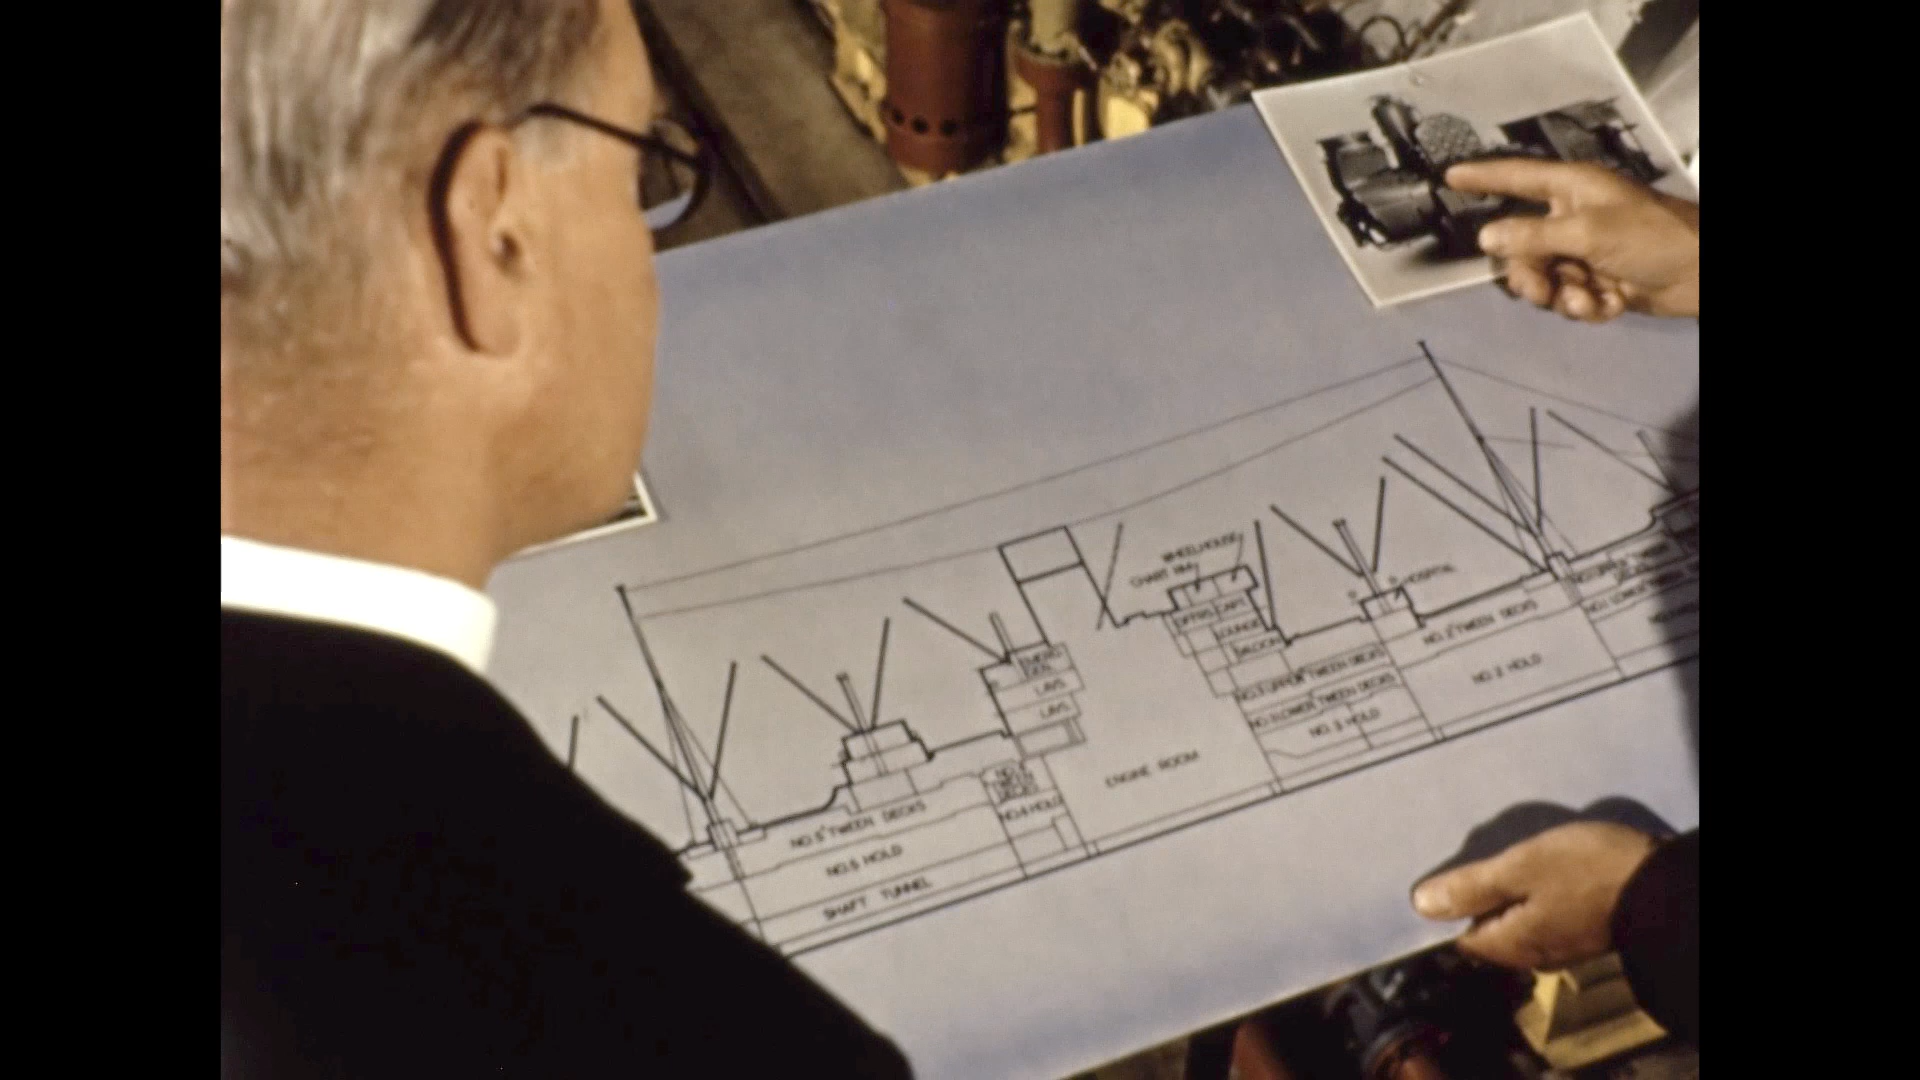 WHEELHOUSE
CHART RM
HOSPITAL
OFFRS
CAPT.
LOUNGE
SALOON
LAVS
LAVS
NO.3 UPPER 'TWEEN DECKS
NO.3 LOWER 'TWEEN DECKS
NO. 3 HOLD
NO. 2 'TWEEN DECKS
NO. 2 HOLD
ENGINE ROOM
NO.4 HOLD
NO. 5 'TWEEN DECKS
NO. 5 HOLD
SHAFT TUNNEL